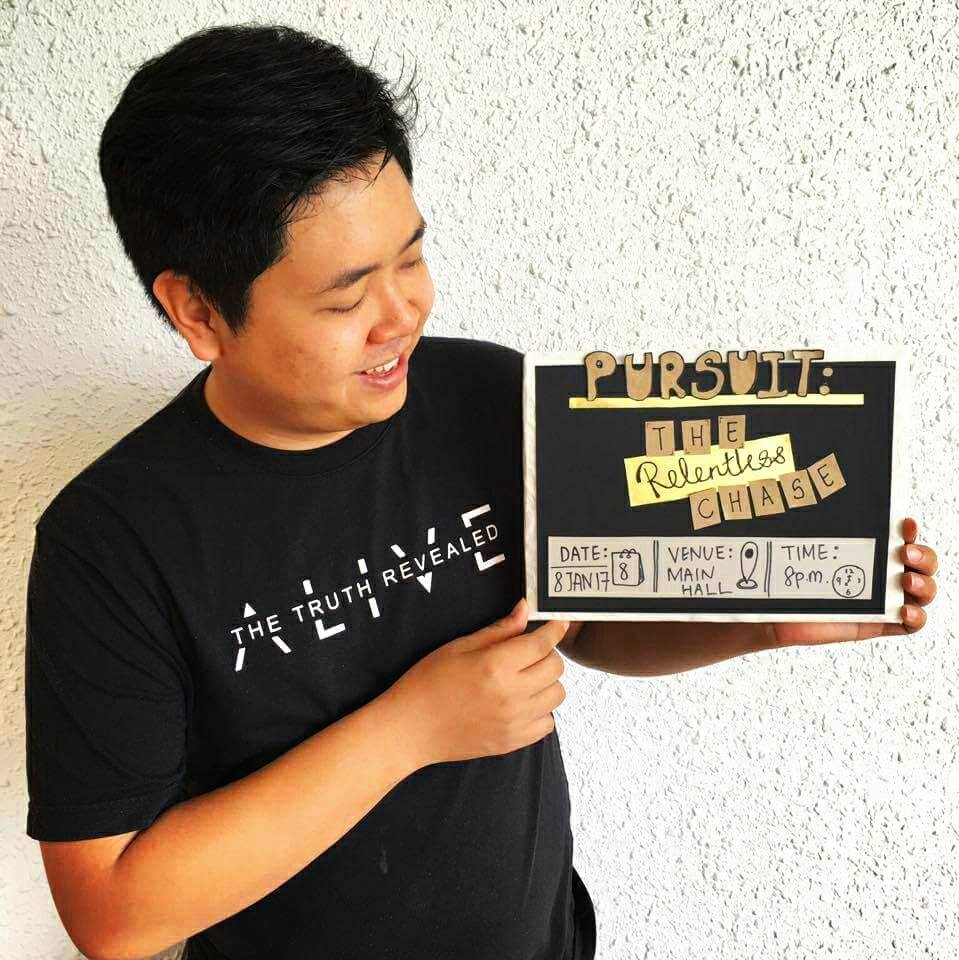 ALIVE
THE TRUTH REVEALED
PURSUIT:
THE
Relentless
CHASE
DATE:
8 JAN 17
8
VENUE:
MAIN
HALL
TIME:
8p.m.
12
9 3
6